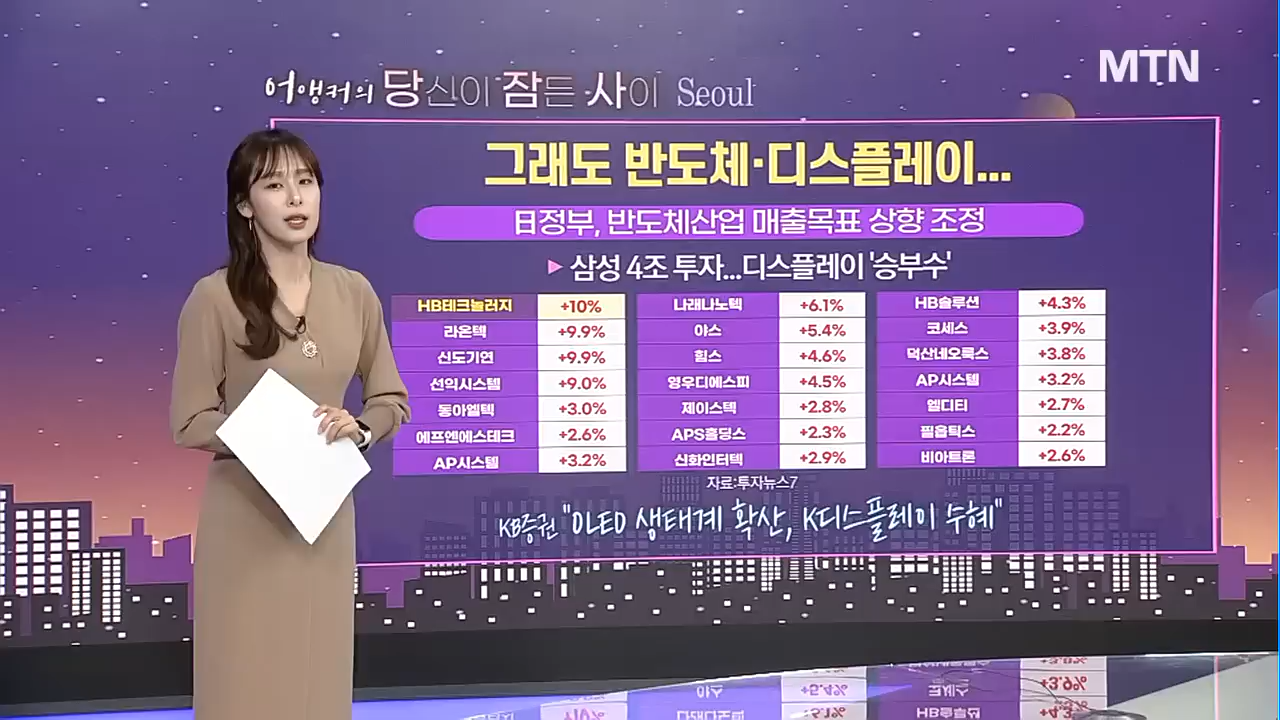 MTN
어앵커의 당신이 잠든 사이 Seoul
그래도 반도체·디스플레이...
日정부, 반도체산업 매출목표 상향 조정
▶ 삼성 4조 투자...디스플레이 '승부수'
HB테크놀러지 +10% 나래나노텍 +6.1% HB솔루션 +4.3%
라온텍 +9.9% 야스 +5.4% 코세스 +3.9%
신도기연 +9.9% 힘스 +4.6% 덕산네오룩스 +3.8%
선익시스템 +9.0% 영우디에스피 +4.5% AP시스템 +3.2%
동아엘텍 +3.0% 제이스텍 +2.8% 엘디티 +2.7%
에프엔에스테크 +2.6% APS홀딩스 +2.3% 필옵틱스 +2.2%
AP시스템 +3.2% 신화인터텍 +2.9% 비아트론 +2.6%
자료:투자뉴스7
KB증권 "OLED 생태계 확산, K디스플레이 수혜"